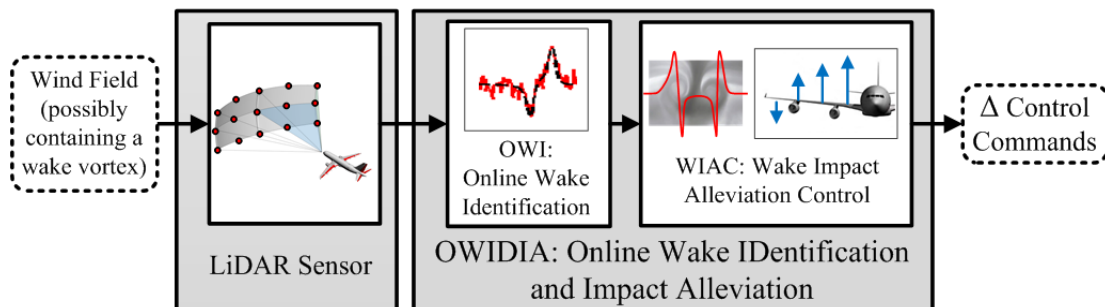 Wind Field
(possibly
containing a
wake vortex)
LiDAR Sensor
OWI:
Online Wake
Identification
WIAC: Wake Impact
Alleviation Control
OWIDIA: Online Wake IDentification
and Impact Alleviation
Δ Control
Commands